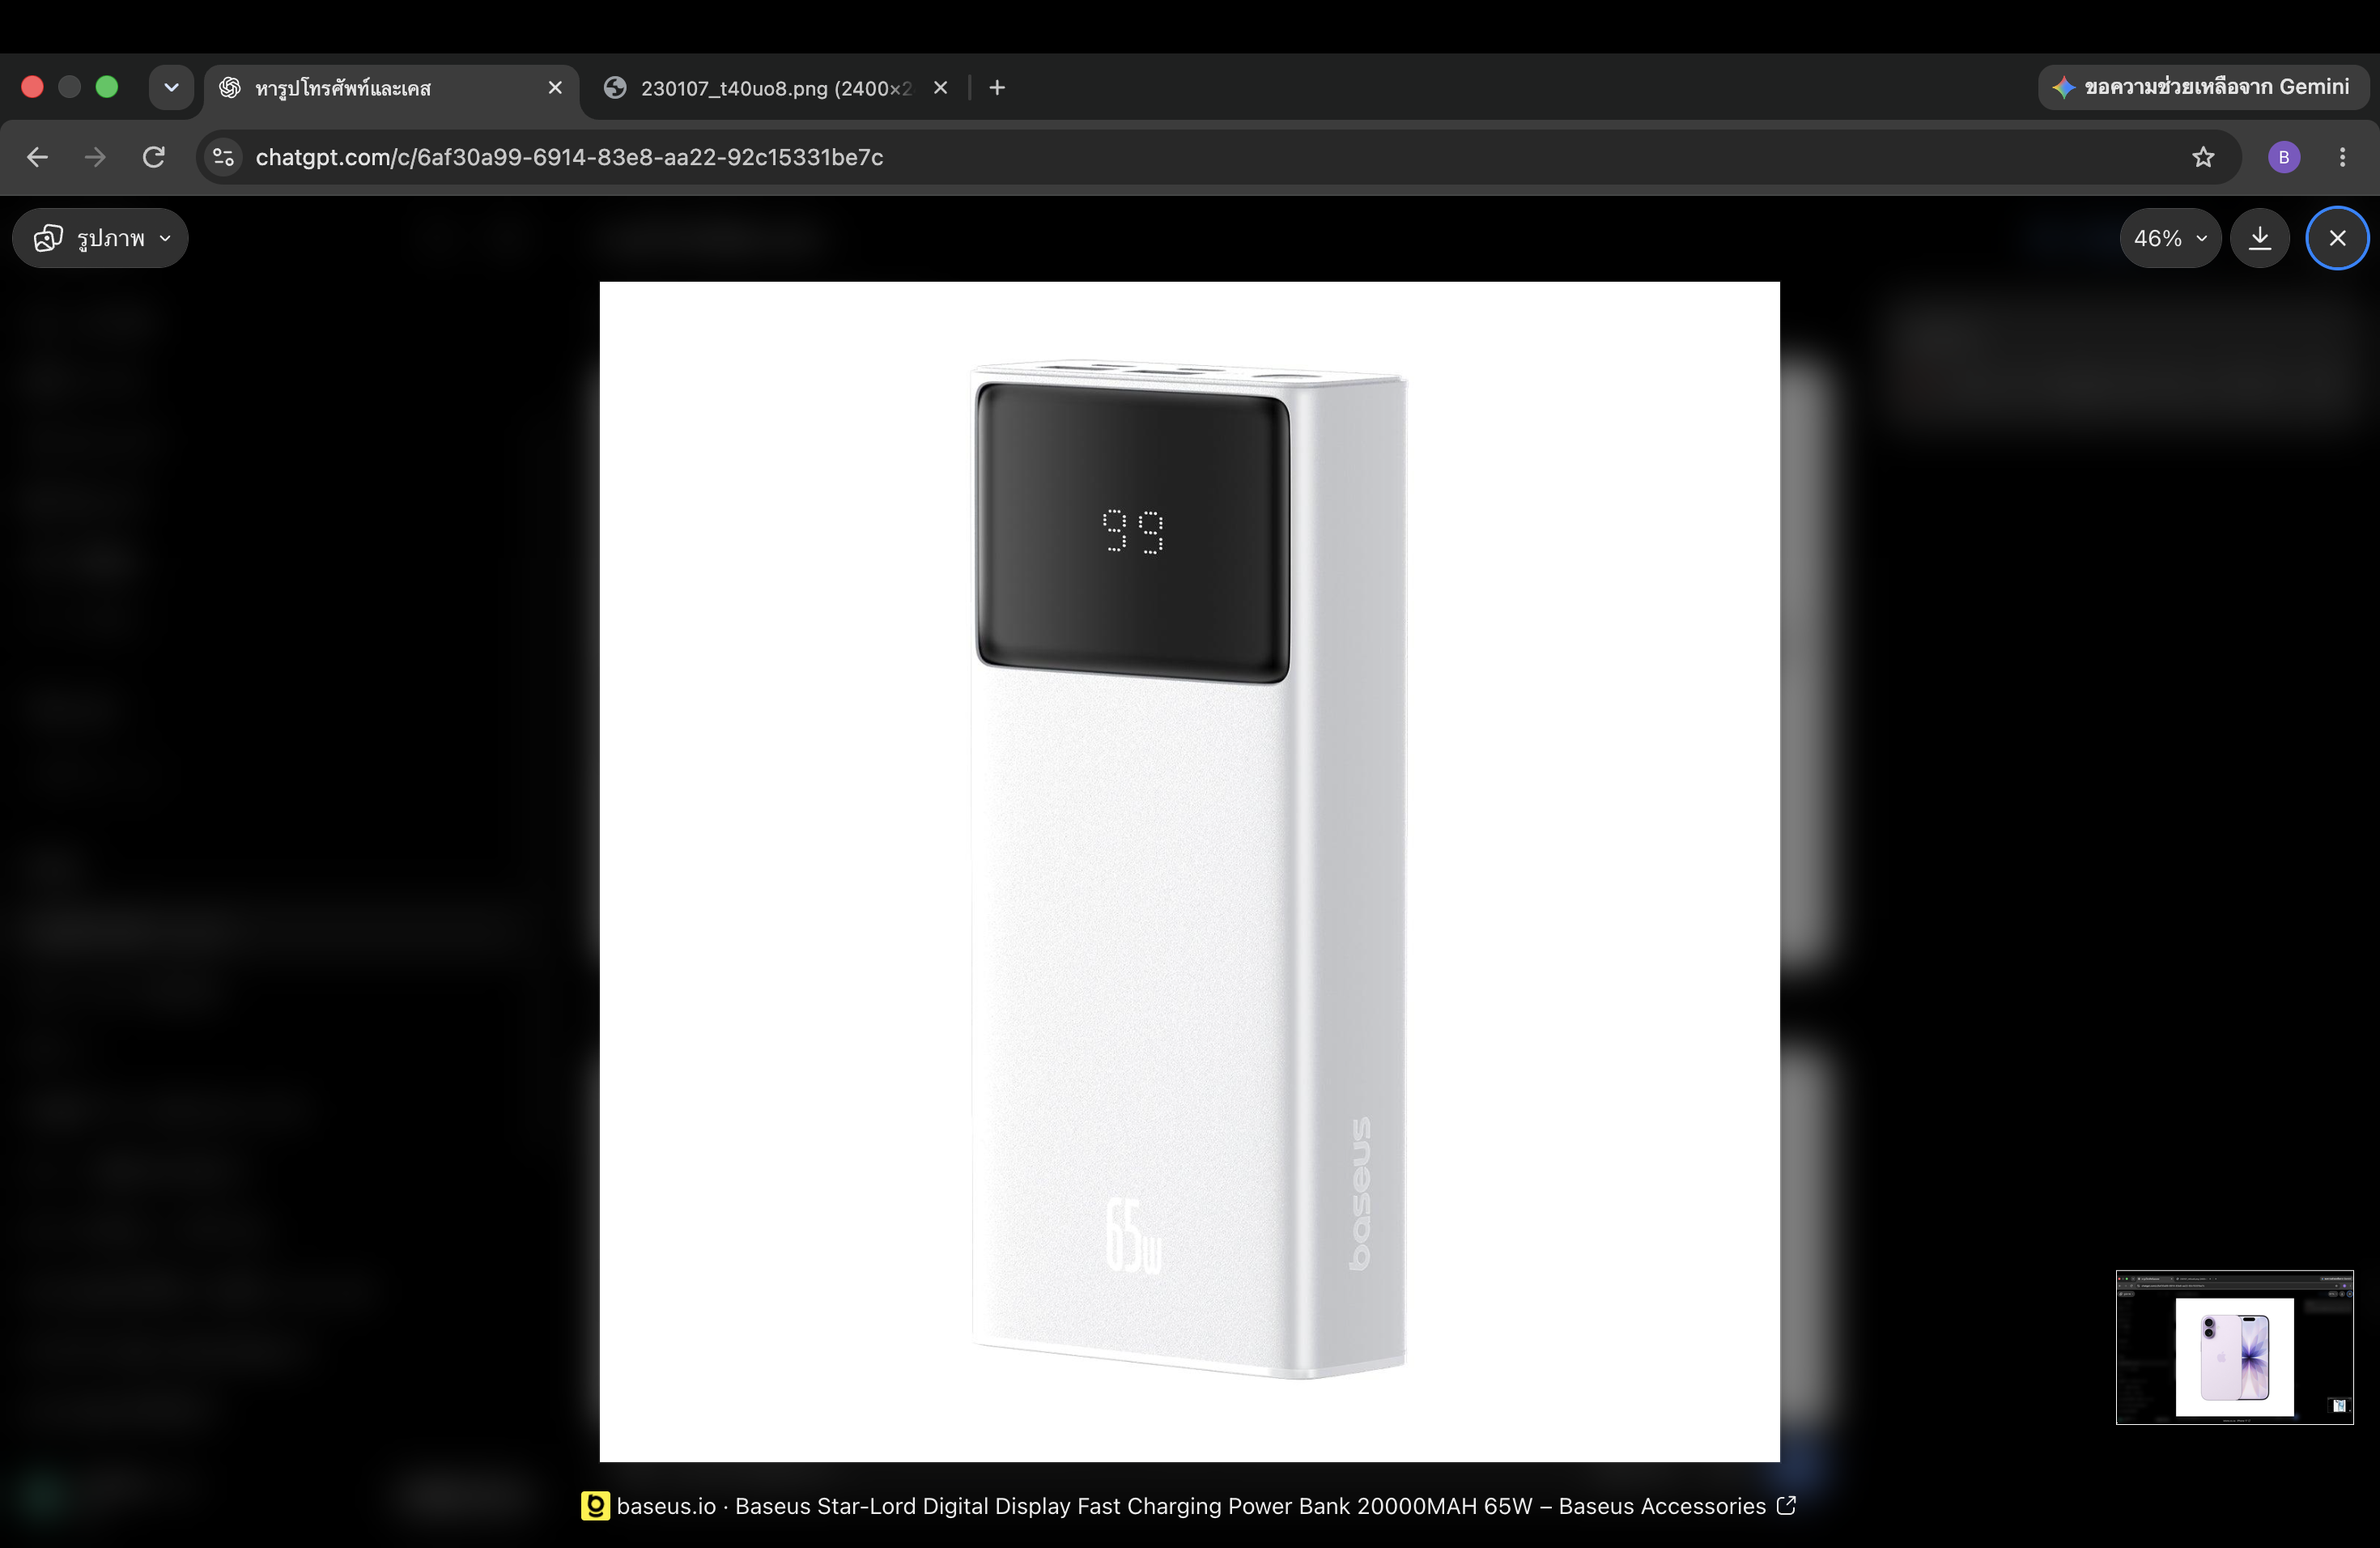 หารูปโทรศัพท์และเคส
230107_t40uo8.png (2400×2
ขอความช่วยเหลือจาก Gemini
chatgpt.com/c/6af30a99-6914-83e8-aa22-92c15331be7c
B
รูปภาพ
46%
99
65W
baseus
baseus.io · Baseus Star-Lord Digital Display Fast Charging Power Bank 20000MAH 65W – Baseus Accessories